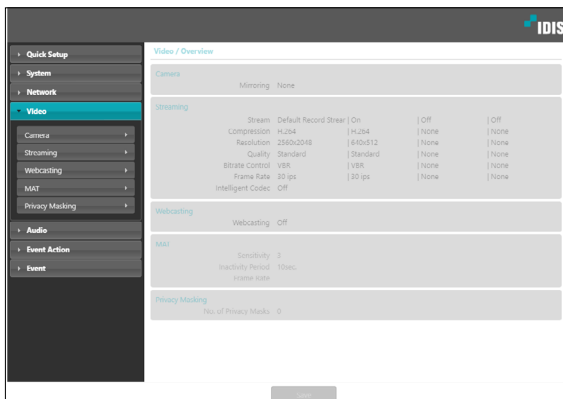 IDIS
Quick Setup
System
Network
Video
Camera
Streaming
Webcasting
MAT
Privacy Masking
Audio
Event Action
Event
Video / Overview
Camera
Mirroring None
Streaming
Stream Default Record Streer | On | Off | Off
Compression H.264 | H.264 | None | None
Resolution 2560x2048 | 640x512 | None | None
Quality Standard | Standard | None | None
Bitrate Control VBR | VBR | None | None
Frame Rate 30 ips | 30 ips | None | None
Intelligent Codec Off
Webcasting
Webcasting Off
MAT
Sensitivity 3
Inactivity Period 10sec.
Frame Rate
Privacy Masking
No. of Privacy Masks 0
Save